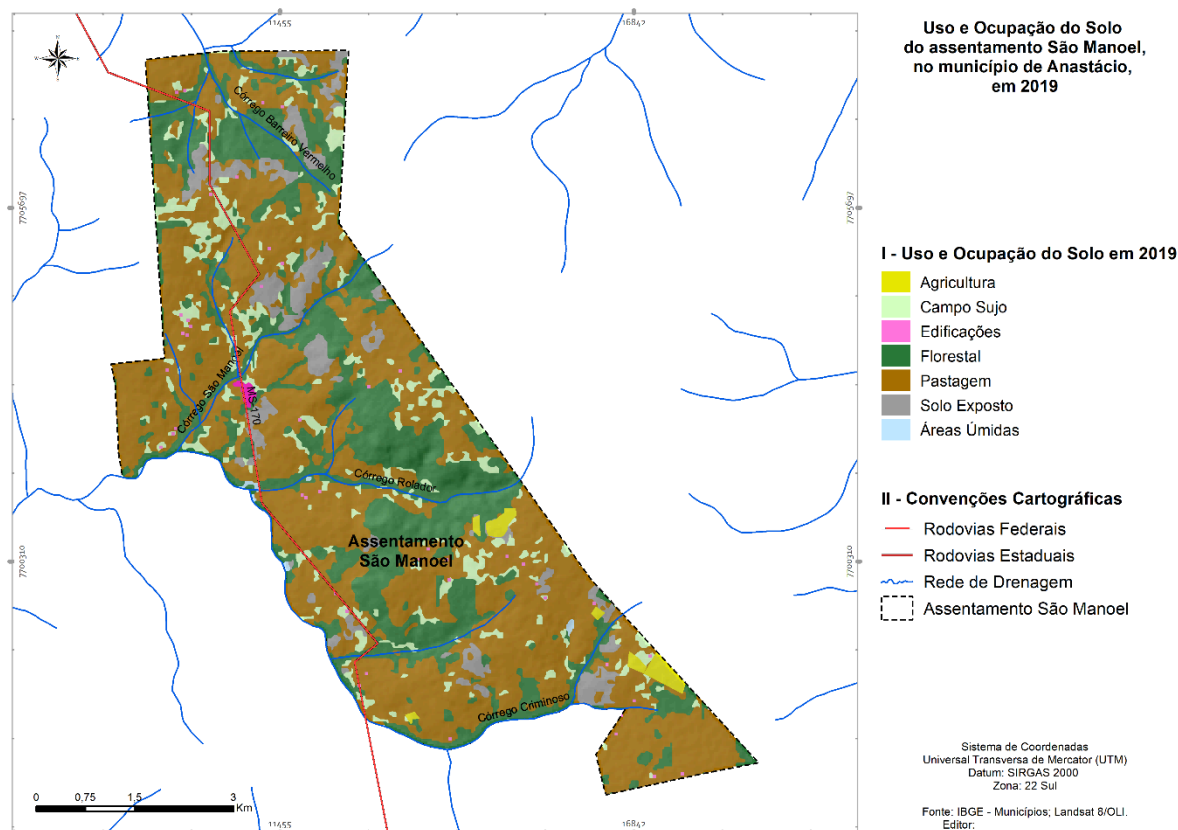 Uso e Ocupação do Solo
do assentamento São Manoel,
no município de Anastácio,
em 2019
11455
16842
7705697
7705697
7700310
7700310
11455
16842
N
W
E
S
Córrego Barreiro Vermelho
Córrego São Manoel
MS-170
Córrego Rolador
Assentamento
São Manoel
Córrego Criminoso
0 0,75 1,5 3
Km
I - Uso e Ocupação do Solo em 2019
Agricultura
Campo Sujo
Edificações
Florestal
Pastagem
Solo Exposto
Áreas Úmidas
II - Convenções Cartográficas
Rodovias Federais
Rodovias Estaduais
Rede de Drenagem
Assentamento São Manoel
Sistema de Coordenadas
Universal Transversa de Mercator (UTM)
Datum: SIRGAS 2000
Zona: 22 Sul
Fonte: IBGE - Municípios; Landsat 8/OLI.
Editor: